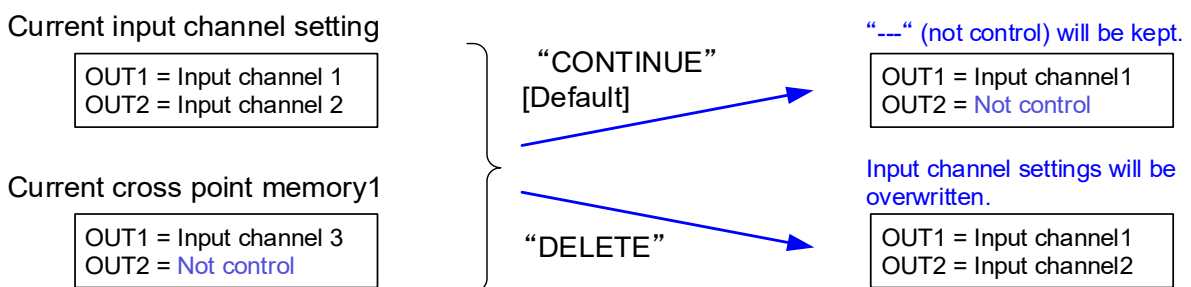 Current input channel setting
OUT1 = Input channel 1
OUT2 = Input channel 2
Current cross point memory1
OUT1 = Input channel 3
OUT2 = Not control
“CONTINUE”
[Default]
“DELETE”
“---“ (not control) will be kept.
OUT1 = Input channel1
OUT2 = Not control
Input channel settings will be
overwritten.
OUT1 = Input channel1
OUT2 = Input channel2